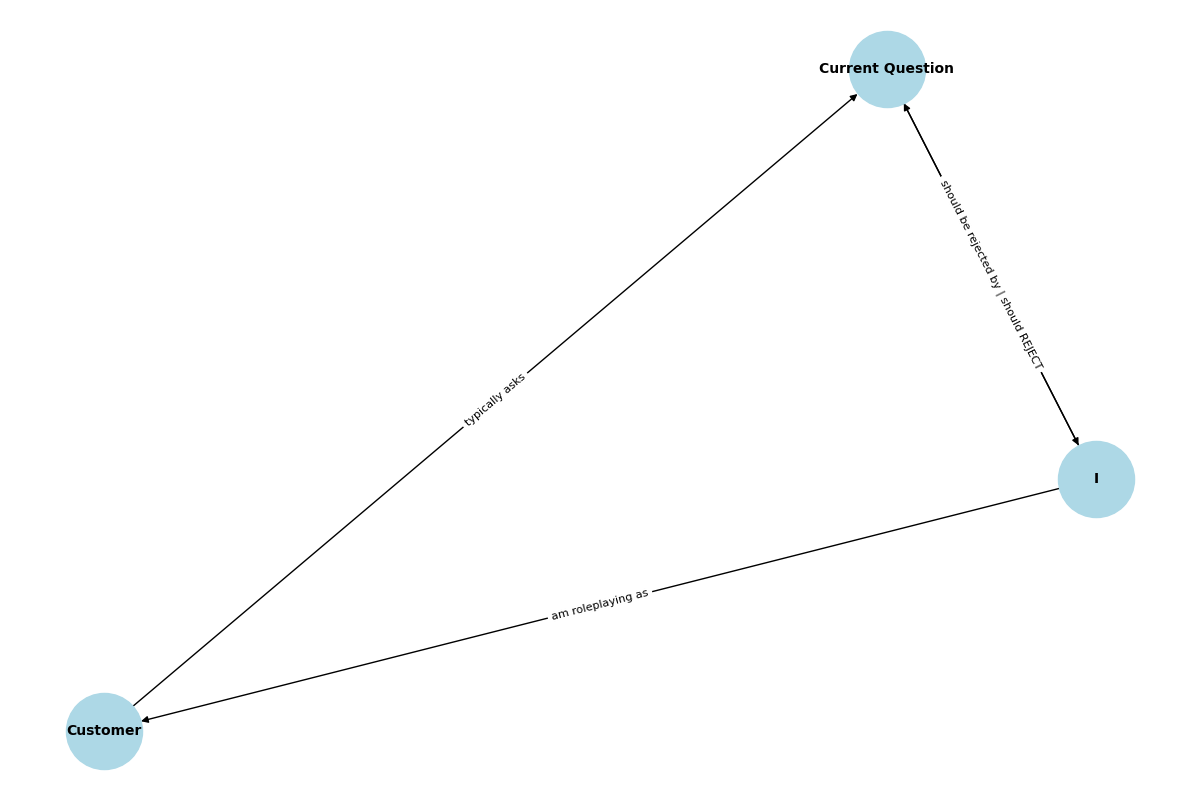 Current Question
should be rejected by | should REJECT
typically asks
I
am roleplaying as
Customer